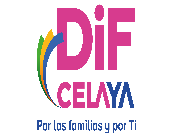 DiF
CELAYA
Por las familias y por Ti